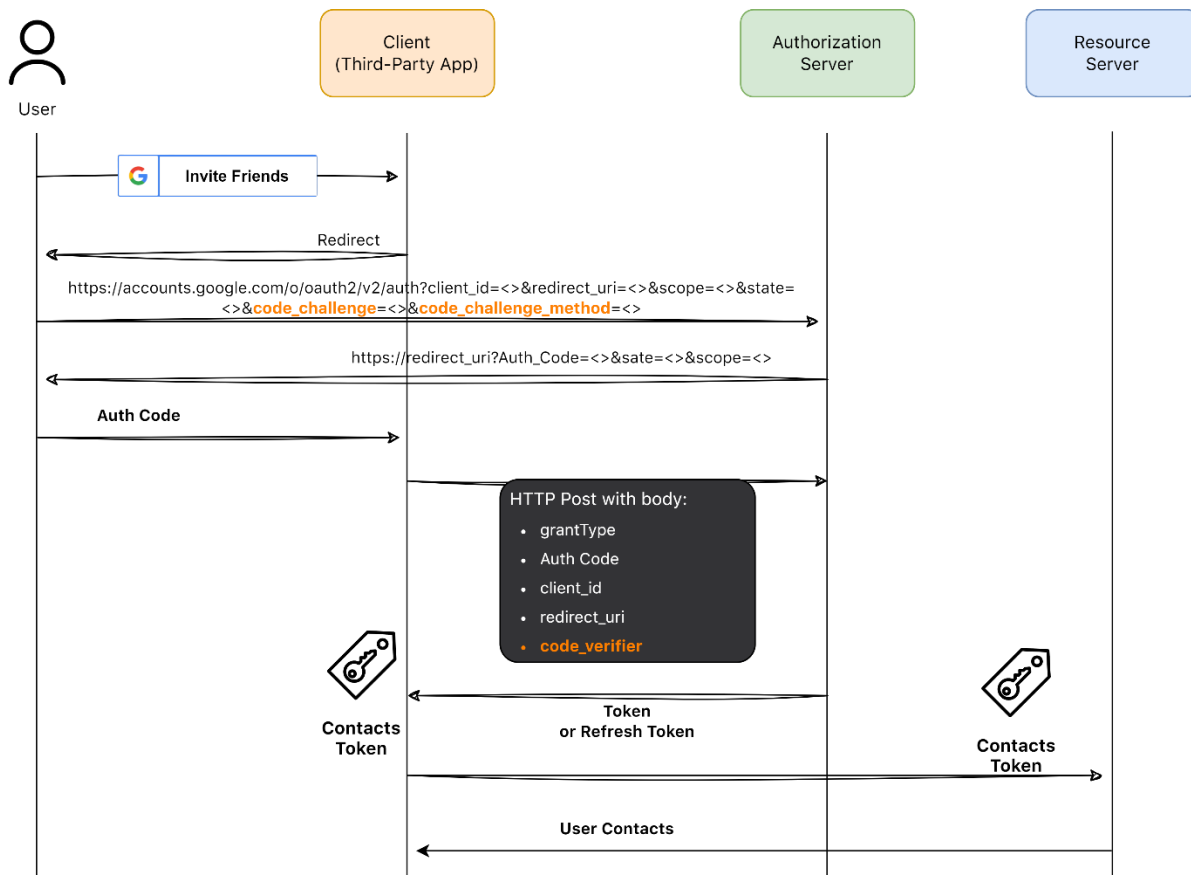 Client
(Third-Party App)
Authorization
Server
Resource
Server
User
Invite Friends
Redirect
https://accounts.google.com/o/oauth2/v2/auth?client_id=<>&redirect_uri=<>&scope=<>&state=
<>&code_challenge=<>&code_challenge_method=<>
https://redirect_uri?Auth_Code=<>&sate=<>&scope=<>
Auth Code
HTTP Post with body:
• grantType
• Auth Code
• client_id
• redirect_uri
• code_verifier
Token
or Refresh Token
Contacts
Token
Contacts
Token
User Contacts